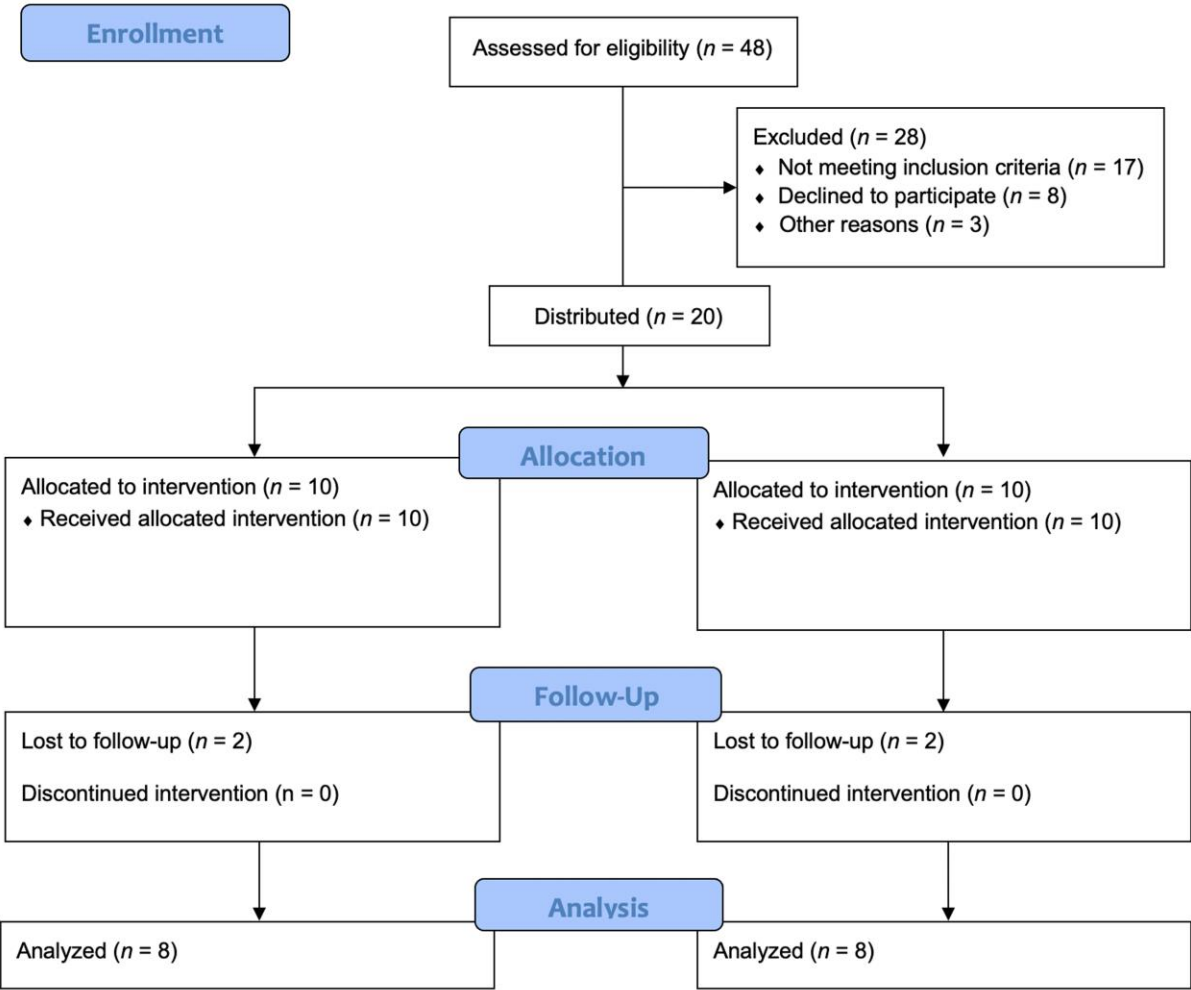 Enrollment
Assessed for eligibility (n = 48)
Excluded (n = 28)
♦ Not meeting inclusion criteria (n = 17)
♦ Declined to participate (n = 8)
♦ Other reasons (n = 3)
Distributed (n = 20)
Allocation
Allocated to intervention (n = 10)
♦ Received allocated intervention (n = 10)
Allocated to intervention (n = 10)
♦ Received allocated intervention (n = 10)
Follow-Up
Lost to follow-up (n = 2)
Discontinued intervention (n = 0)
Lost to follow-up (n = 2)
Discontinued intervention (n = 0)
Analysis
Analyzed (n = 8)
Analyzed (n = 8)